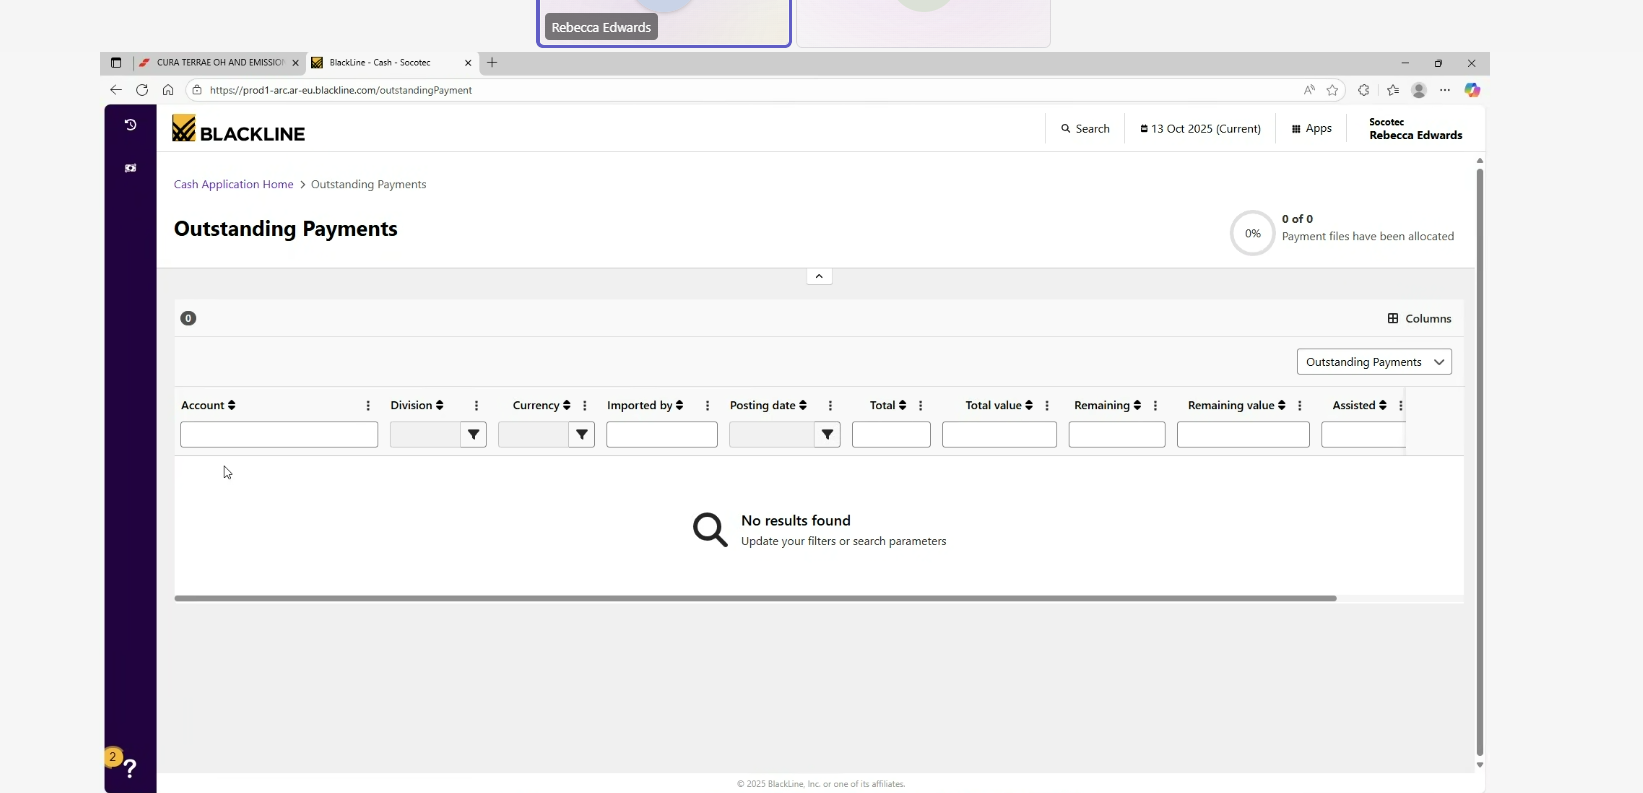 Rebecca Edwards
CURA TERRAE OH AND EMISSION
BlackLine - Cash - Socotec
https://prod1-arc.ar-eu.blackline.com/outstandingPayment
BLACKLINE
Search
13 Oct 2025 (Current)
Apps
Socotec
Rebecca Edwards
Cash Application Home > Outstanding Payments
Outstanding Payments
0%
0 of 0
Payment files have been allocated
0
Columns
Outstanding Payments
Account Division Currency Imported by Posting date Total Total value Remaining Remaining value Assisted
No results found
Update your filters or search parameters
2
?
© 2025 BlackLine, Inc. or one of its affiliates.